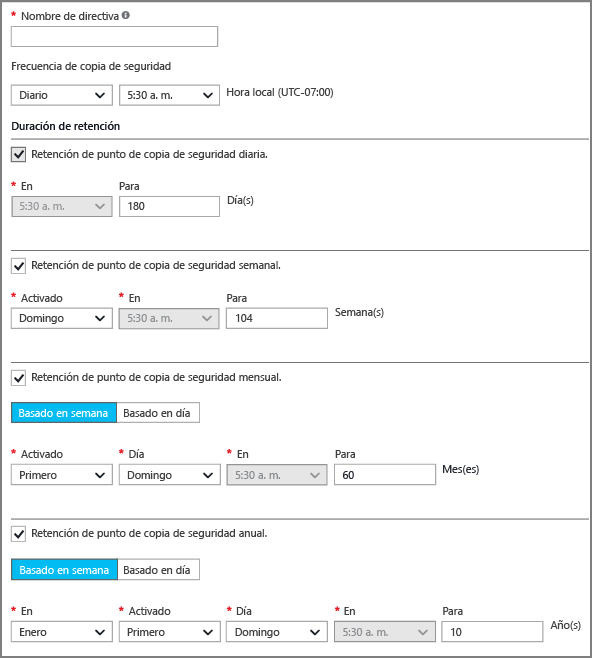 * Nombre de directiva
Frecuencia de copia de seguridad
Diario 5:30 a. m. Hora local (UTC-07:00)
Duración de retención
Retención de punto de copia de seguridad diaria.
* En Para
5:30 a. m. 180 Día(s)
Retención de punto de copia de seguridad semanal.
* Activado * En Para
Domingo 5:30 a. m. 104 Semana(s)
Retención de punto de copia de seguridad mensual.
Basado en semana Basado en día
* Activado * Día * En Para
Primero Domingo 5:30 a. m. 60 Mes(es)
Retención de punto de copia de seguridad anual.
Basado en semana Basado en día
* En * Activado * Día * En Para
Enero Primero Domingo 5:30 a. m. 10 Año(s)